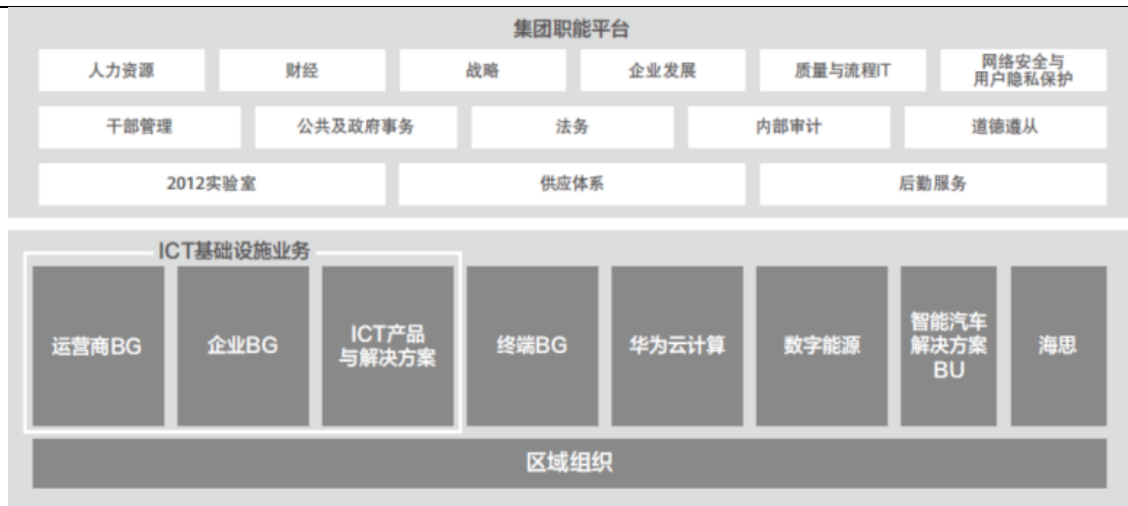 集团职能平台
人力资源
财经
战略
企业发展
质量与流程IT
网络安全与
用户隐私保护
干部管理
公共及政府事务
法务
内部审计
道德遵从
2012实验室
供应体系
后勤服务
ICT基础设施业务
运营商BG
企业BG
ICT产品
与解决方案
终端BG
华为云计算
数字能源
智能汽车
解决方案
BU
海思
区域组织